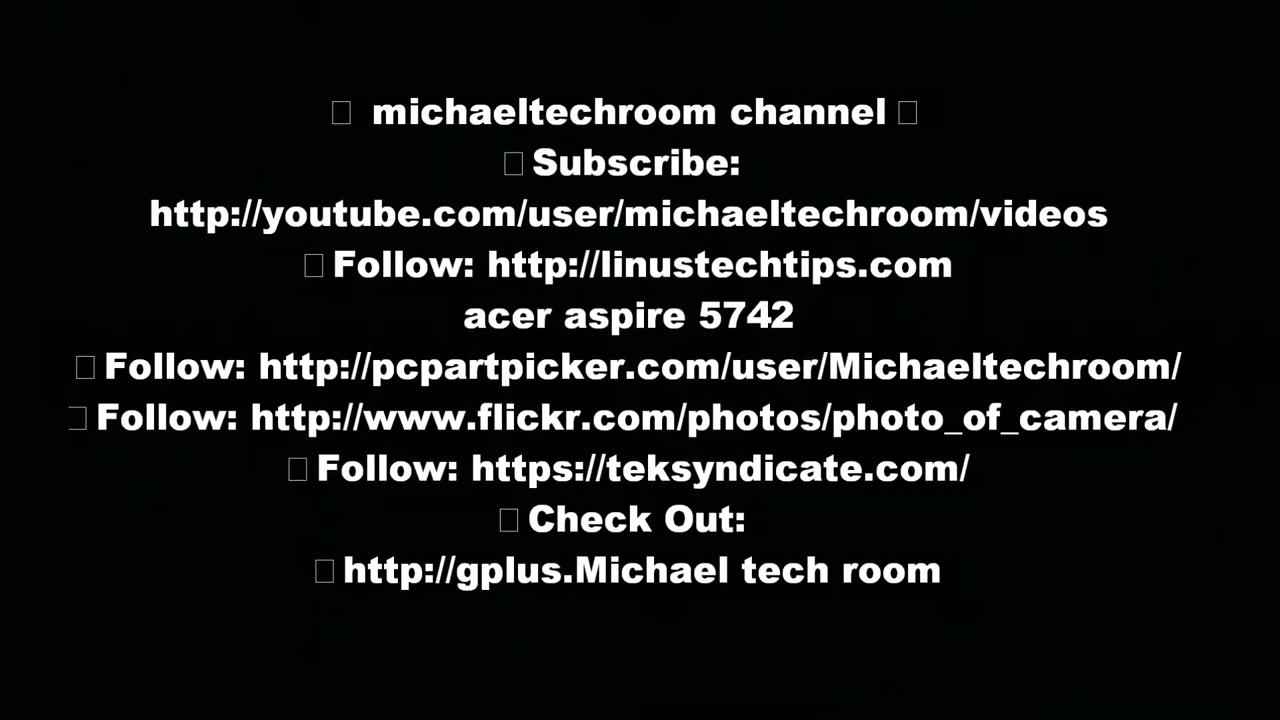 michaeltechroom channel
Subscribe:
http://youtube.com/user/michaeltechroom/videos
Follow: http://linustechtips.com
acer aspire 5742
Follow: http://pcpartpicker.com/user/Michaeltechroom/
Follow: http://www.flickr.com/photos/photo_of_camera/
Follow: https://teksyndicate.com/
Check Out:
http://gplus.Michael tech room